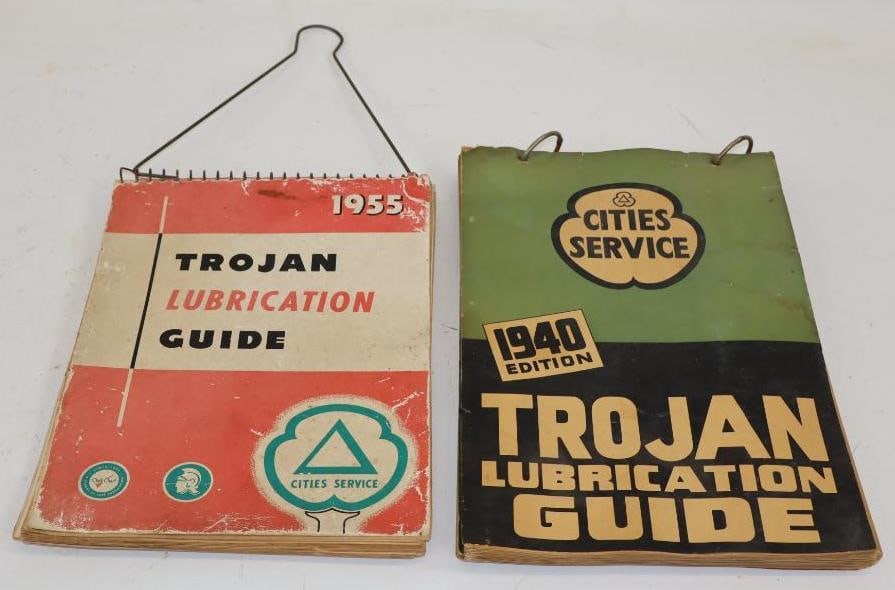 1955
TROJAN
LUBRICATION
GUIDE
CITIES SERVICE
CITIES
SERVICE
1940
EDITION
TROJAN
LUBRICATION
GUIDE